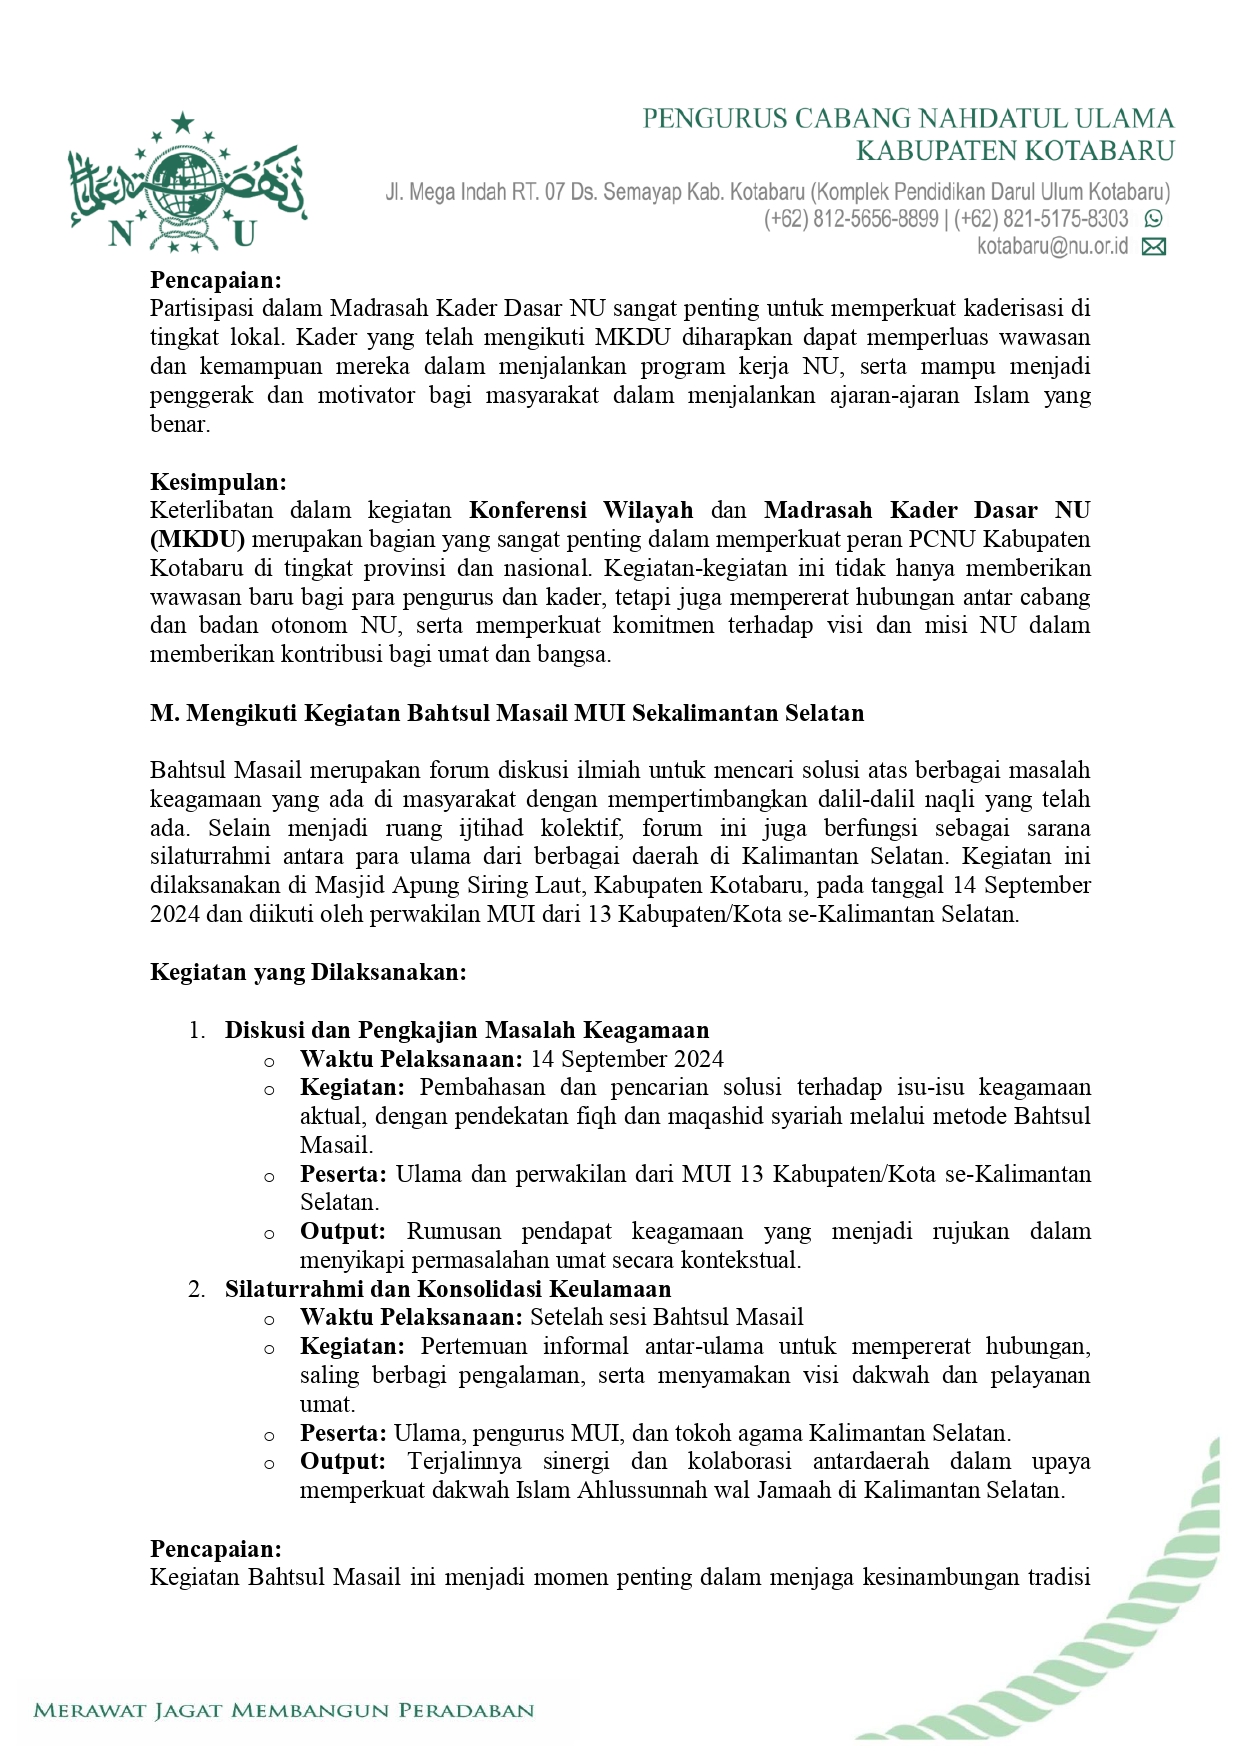 نهضة العلماء
N U
PENGURUS CABANG NAHDATUL ULAMA
KABUPATEN KOTABARU
Jl. Mega Indah RT. 07 Ds. Semayap Kab. Kotabaru (Komplek Pendidikan Darul Ulum Kotabaru)
(+62) 812-5656-8899 | (+62) 821-5175-8303
kotabaru@nu.or.id
Pencapaian:
Partisipasi dalam Madrasah Kader Dasar NU sangat penting untuk memperkuat kaderisasi di
tingkat lokal. Kader yang telah mengikuti MKDU diharapkan dapat memperluas wawasan
dan kemampuan mereka dalam menjalankan program kerja NU, serta mampu menjadi
penggerak dan motivator bagi masyarakat dalam menjalankan ajaran-ajaran Islam yang
benar.
Kesimpulan:
Keterlibatan dalam kegiatan Konferensi Wilayah dan Madrasah Kader Dasar NU
(MKDU) merupakan bagian yang sangat penting dalam memperkuat peran PCNU Kabupaten
Kotabaru di tingkat provinsi dan nasional. Kegiatan-kegiatan ini tidak hanya memberikan
wawasan baru bagi para pengurus dan kader, tetapi juga mempererat hubungan antar cabang
dan badan otonom NU, serta memperkuat komitmen terhadap visi dan misi NU dalam
memberikan kontribusi bagi umat dan bangsa.
M. Mengikuti Kegiatan Bahtsul Masail MUI Sekalimantan Selatan
Bahtsul Masail merupakan forum diskusi ilmiah untuk mencari solusi atas berbagai masalah
keagamaan yang ada di masyarakat dengan mempertimbangkan dalil-dalil naqli yang telah
ada. Selain menjadi ruang ijtihad kolektif, forum ini juga berfungsi sebagai sarana
silaturrahmi antara para ulama dari berbagai daerah di Kalimantan Selatan. Kegiatan ini
dilaksanakan di Masjid Apung Siring Laut, Kabupaten Kotabaru, pada tanggal 14 September
2024 dan diikuti oleh perwakilan MUI dari 13 Kabupaten/Kota se-Kalimantan Selatan.
Kegiatan yang Dilaksanakan:
1. Diskusi dan Pengkajian Masalah Keagamaan
o Waktu Pelaksanaan: 14 September 2024
o Kegiatan: Pembahasan dan pencarian solusi terhadap isu-isu keagamaan
aktual, dengan pendekatan fiqh dan maqashid syariah melalui metode Bahtsul
Masail.
o Peserta: Ulama dan perwakilan dari MUI 13 Kabupaten/Kota se-Kalimantan
Selatan.
o Output: Rumusan pendapat keagamaan yang menjadi rujukan dalam
menyikapi permasalahan umat secara kontekstual.
2. Silaturrahmi dan Konsolidasi Keulamaan
o Waktu Pelaksanaan: Setelah sesi Bahtsul Masail
o Kegiatan: Pertemuan informal antar-ulama untuk mempererat hubungan,
saling berbagi pengalaman, serta menyamakan visi dakwah dan pelayanan
umat.
o Peserta: Ulama, pengurus MUI, dan tokoh agama Kalimantan Selatan.
o Output: Terjalinnya sinergi dan kolaborasi antardaerah dalam upaya
memperkuat dakwah Islam Ahlussunnah wal Jamaah di Kalimantan Selatan.
Pencapaian:
Kegiatan Bahtsul Masail ini menjadi momen penting dalam menjaga kesinambungan tradisi
MERAWAT JAGAT MEMBANGUN PERADABAN